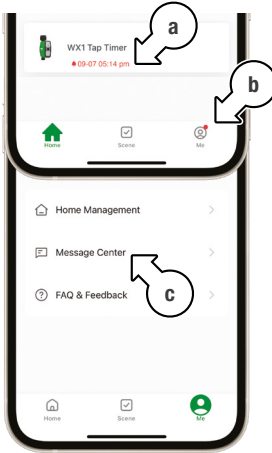 a
WX1 Tap Timer
09-07 05:14 pm
b
Home
Scene
Me
Home Management
Message Center
FAQ & Feedback
c
Home
Scene
Me